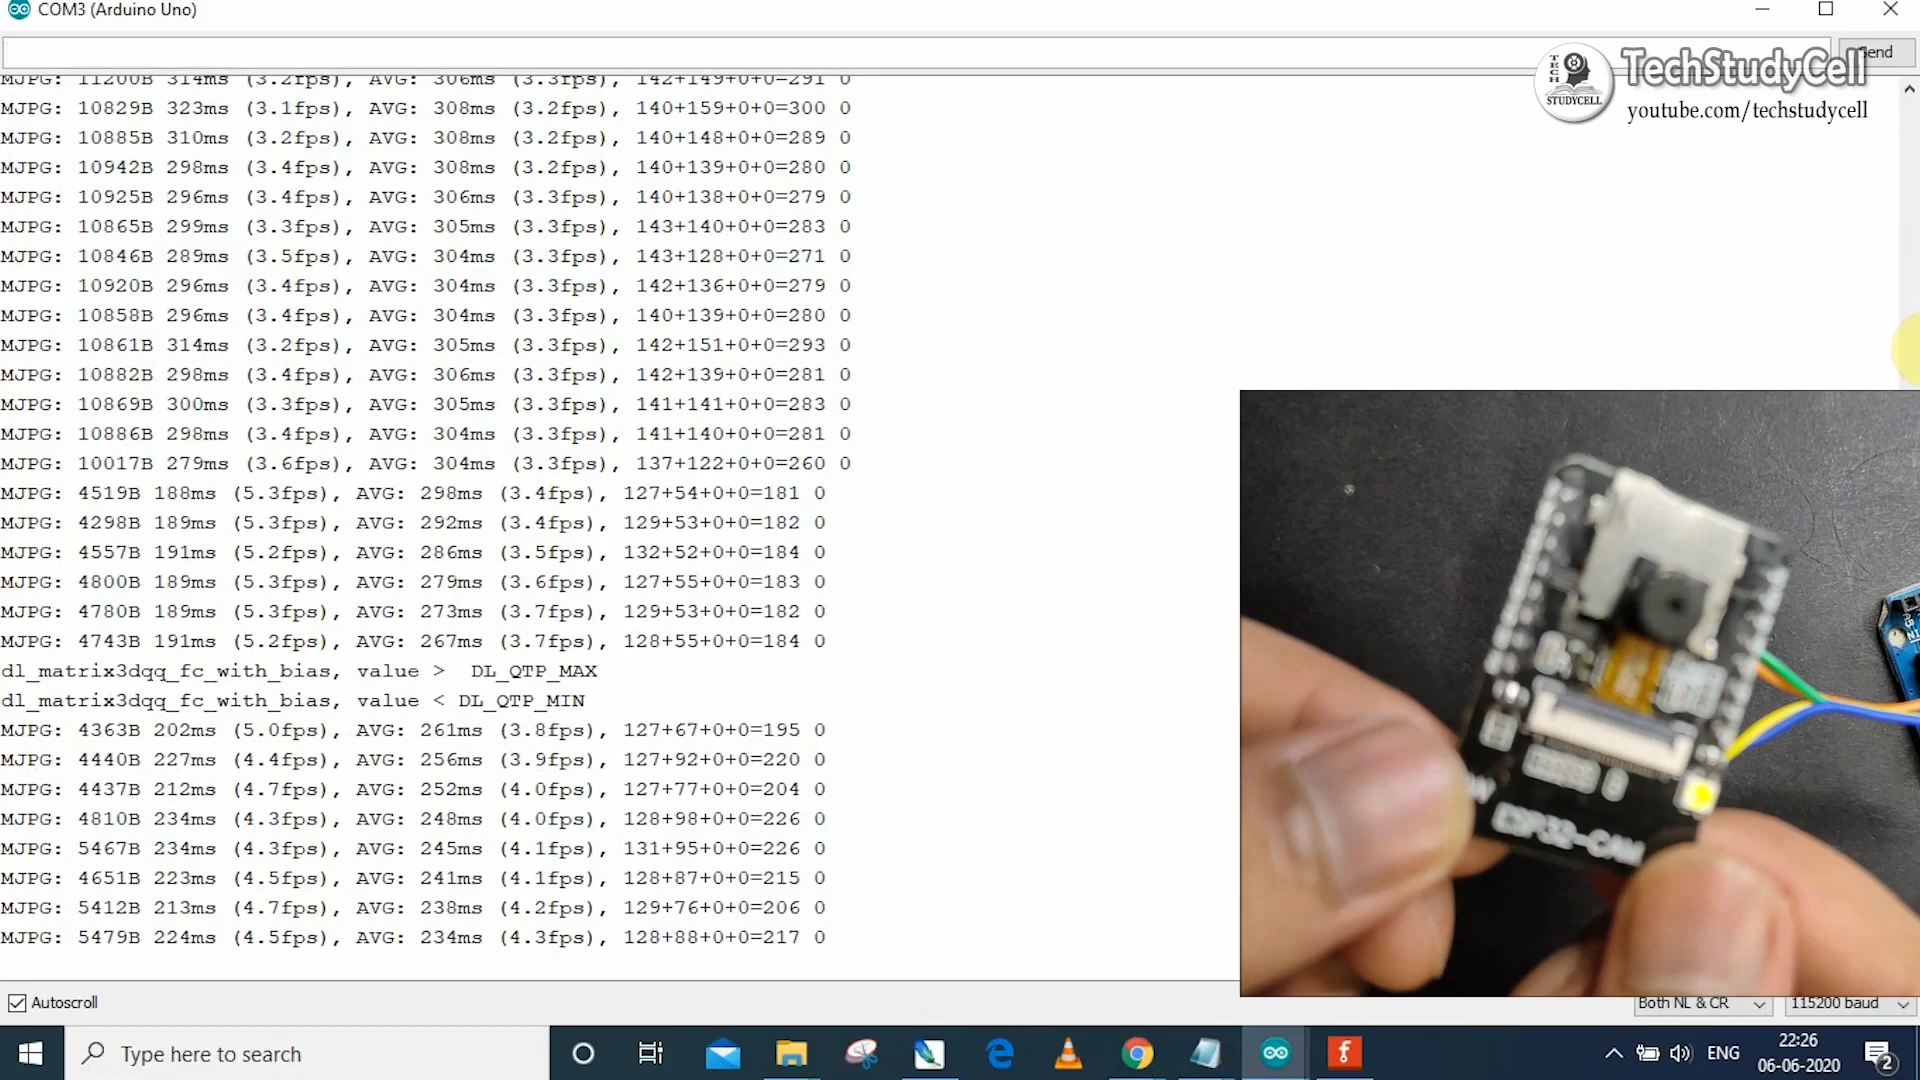 COM3 (Arduino Uno)
Send
TECH
STUDYCELL
TechStudyCell
youtube.com/techstudycell
MJPG: 11200B 314ms (3.2fps), AVG: 306ms (3.3fps), 142+149+0+0=291 0
MJPG: 10829B 323ms (3.1fps), AVG: 308ms (3.2fps), 140+159+0+0=300 0
MJPG: 10885B 310ms (3.2fps), AVG: 308ms (3.2fps), 140+148+0+0=289 0
MJPG: 10942B 298ms (3.4fps), AVG: 308ms (3.2fps), 140+139+0+0=280 0
MJPG: 10925B 296ms (3.4fps), AVG: 306ms (3.3fps), 140+138+0+0=279 0
MJPG: 10865B 299ms (3.3fps), AVG: 305ms (3.3fps), 143+140+0+0=283 0
MJPG: 10846B 289ms (3.5fps), AVG: 304ms (3.3fps), 143+128+0+0=271 0
MJPG: 10920B 296ms (3.4fps), AVG: 304ms (3.3fps), 142+136+0+0=279 0
MJPG: 10858B 296ms (3.4fps), AVG: 304ms (3.3fps), 140+139+0+0=280 0
MJPG: 10861B 314ms (3.2fps), AVG: 305ms (3.3fps), 142+151+0+0=293 0
MJPG: 10882B 298ms (3.4fps), AVG: 306ms (3.3fps), 142+139+0+0=281 0
MJPG: 10869B 300ms (3.3fps), AVG: 305ms (3.3fps), 141+141+0+0=283 0
MJPG: 10886B 298ms (3.4fps), AVG: 304ms (3.3fps), 141+140+0+0=281 0
MJPG: 10017B 279ms (3.6fps), AVG: 304ms (3.3fps), 137+122+0+0=260 0
MJPG: 4519B 188ms (5.3fps), AVG: 298ms (3.4fps), 127+54+0+0=181 0
MJPG: 4298B 189ms (5.3fps), AVG: 292ms (3.4fps), 129+53+0+0=182 0
MJPG: 4557B 191ms (5.2fps), AVG: 286ms (3.5fps), 132+52+0+0=184 0
MJPG: 4800B 189ms (5.3fps), AVG: 279ms (3.6fps), 127+55+0+0=183 0
MJPG: 4780B 189ms (5.3fps), AVG: 273ms (3.7fps), 129+53+0+0=182 0
MJPG: 4743B 191ms (5.2fps), AVG: 267ms (3.7fps), 128+55+0+0=184 0
dl_matrix3dqq_fc_with_bias, value > DL_QTP_MAX
dl_matrix3dqq_fc_with_bias, value < DL_QTP_MIN
MJPG: 4363B 202ms (5.0fps), AVG: 261ms (3.8fps), 127+67+0+0=195 0
MJPG: 4440B 227ms (4.4fps), AVG: 256ms (3.9fps), 127+92+0+0=220 0
MJPG: 4437B 212ms (4.7fps), AVG: 252ms (4.0fps), 127+77+0+0=204 0
MJPG: 4810B 234ms (4.3fps), AVG: 248ms (4.0fps), 128+98+0+0=226 0
MJPG: 5467B 234ms (4.3fps), AVG: 245ms (4.1fps), 131+95+0+0=226 0
MJPG: 4651B 223ms (4.5fps), AVG: 241ms (4.1fps), 128+87+0+0=215 0
MJPG: 5412B 213ms (4.7fps), AVG: 238ms (4.2fps), 129+76+0+0=206 0
MJPG: 5479B 224ms (4.5fps), AVG: 234ms (4.3fps), 128+88+0+0=217 0
ESP32-CAM
Autoscroll
Both NL & CR
115200 baud
Type here to search
ENG
22:26
06-06-2020
2